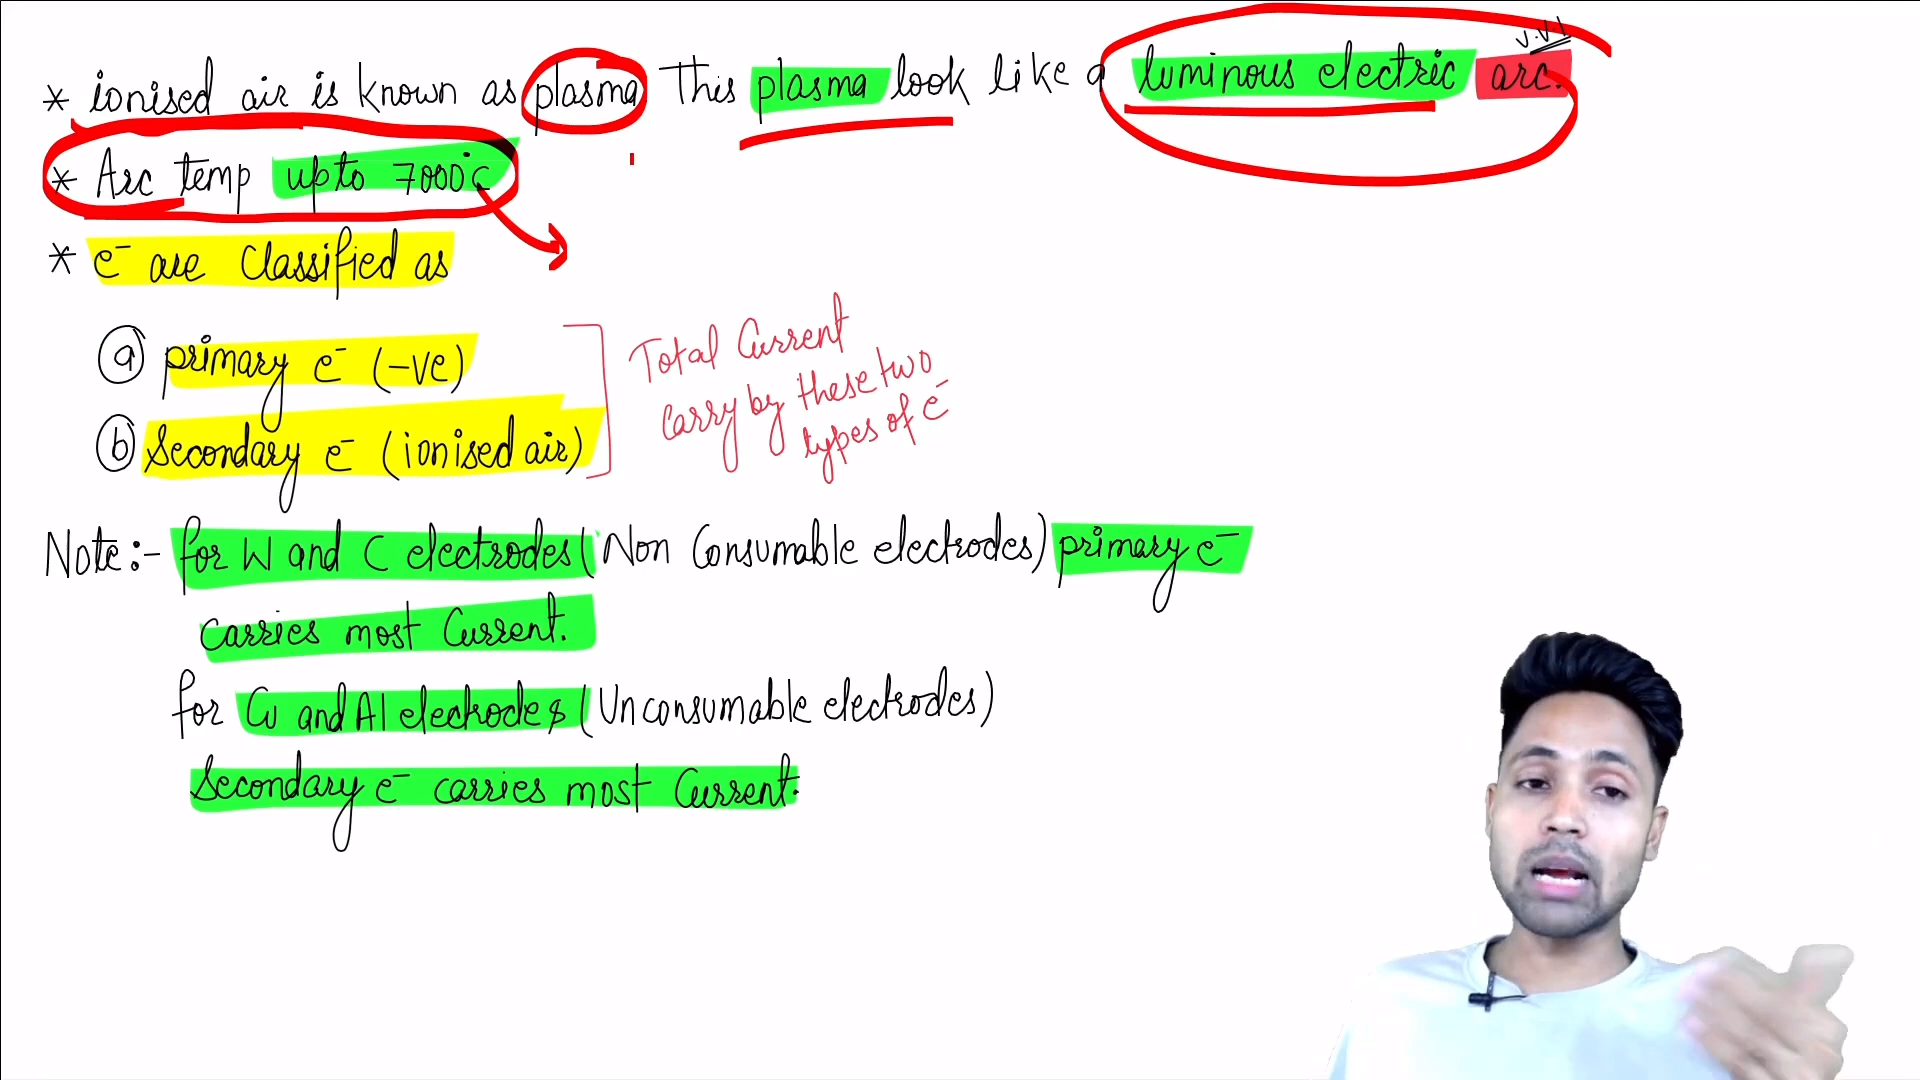 * ionised air is known as plasma This plasma look like a luminous electric arc.
V.V.I
* Arc temp upto 7000°C
* e⁻ are Classified as
(a) primary e⁻ (-ve)
(b) Secondary e⁻ (ionised air)
Total Current
Carry by these two
types of e⁻
Note:- for W and C electrodes (Non Consumable electrodes) primary e⁻
Carries most Current.
for Cu and Al electrodes (Unconsumable electrodes)
Secondary e⁻ carries most Current.